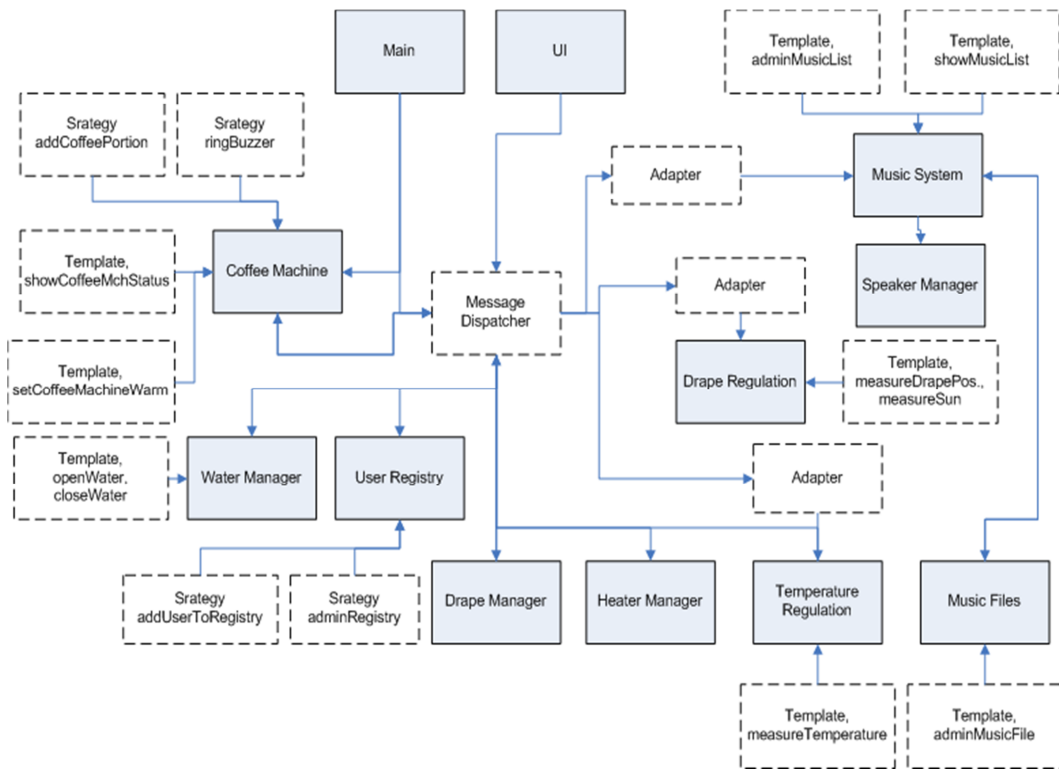 Main
UI
Template,
adminMusicList
Template,
showMusicList
Srategy
addCoffeePortion
Srategy
ringBuzzer
Adapter
Music System
Template,
showCoffeeMchStatus
Coffee Machine
Message
Dispatcher
Adapter
Speaker Manager
Template,
setCoffeeMachineWarm
Drape Regulation
Template,
measureDrapePos.,
measureSun
Template,
openWater,
closeWater
Water Manager
User Registry
Adapter
Srategy
addUserToRegistry
Srategy
adminRegistry
Drape Manager
Heater Manager
Temperature
Regulation
Music Files
Template,
measureTemperature
Template,
adminMusicFile